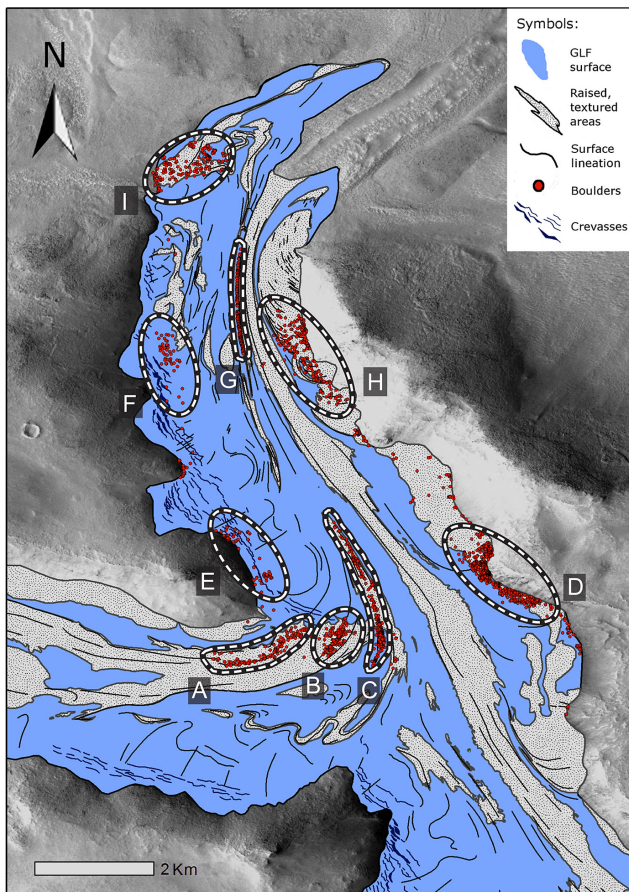 N
Symbols:
GLF
surface
Raised,
textured
areas
Surface
lineation
Boulders
Crevasses
I
G
H
F
E
D
A
B
C
2 Km